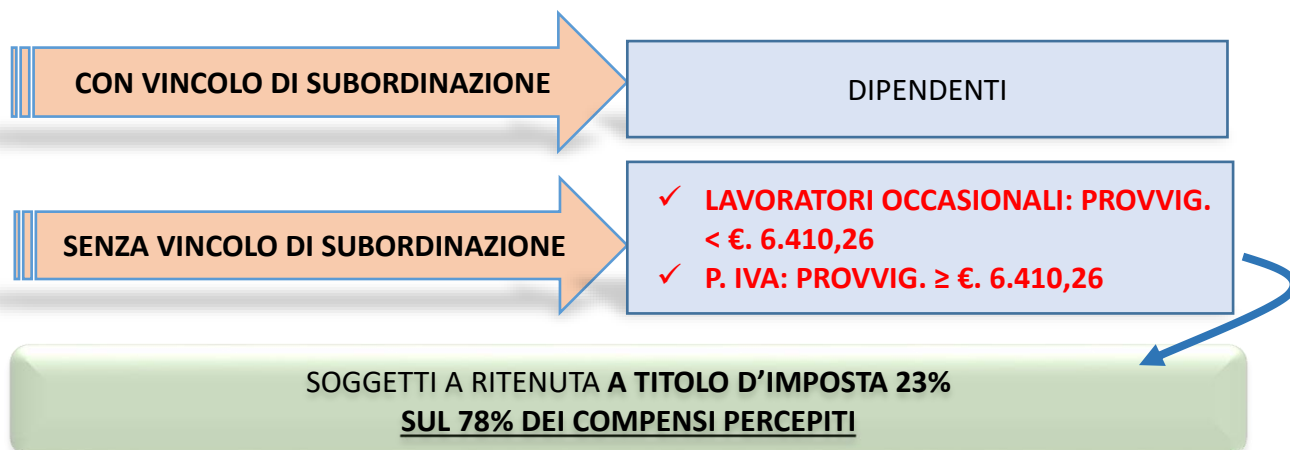 CON VINCOLO DI SUBORDINAZIONE
DIPENDENTI
SENZA VINCOLO DI SUBORDINAZIONE
✓ LAVORATORI OCCASIONALI: PROVVIG.
< €. 6.410,26
✓ P. IVA: PROVVIG. ≥ €. 6.410,26
SOGGETTI A RITENUTA A TITOLO D’IMPOSTA 23%
SUL 78% DEI COMPENSI PERCEPITI